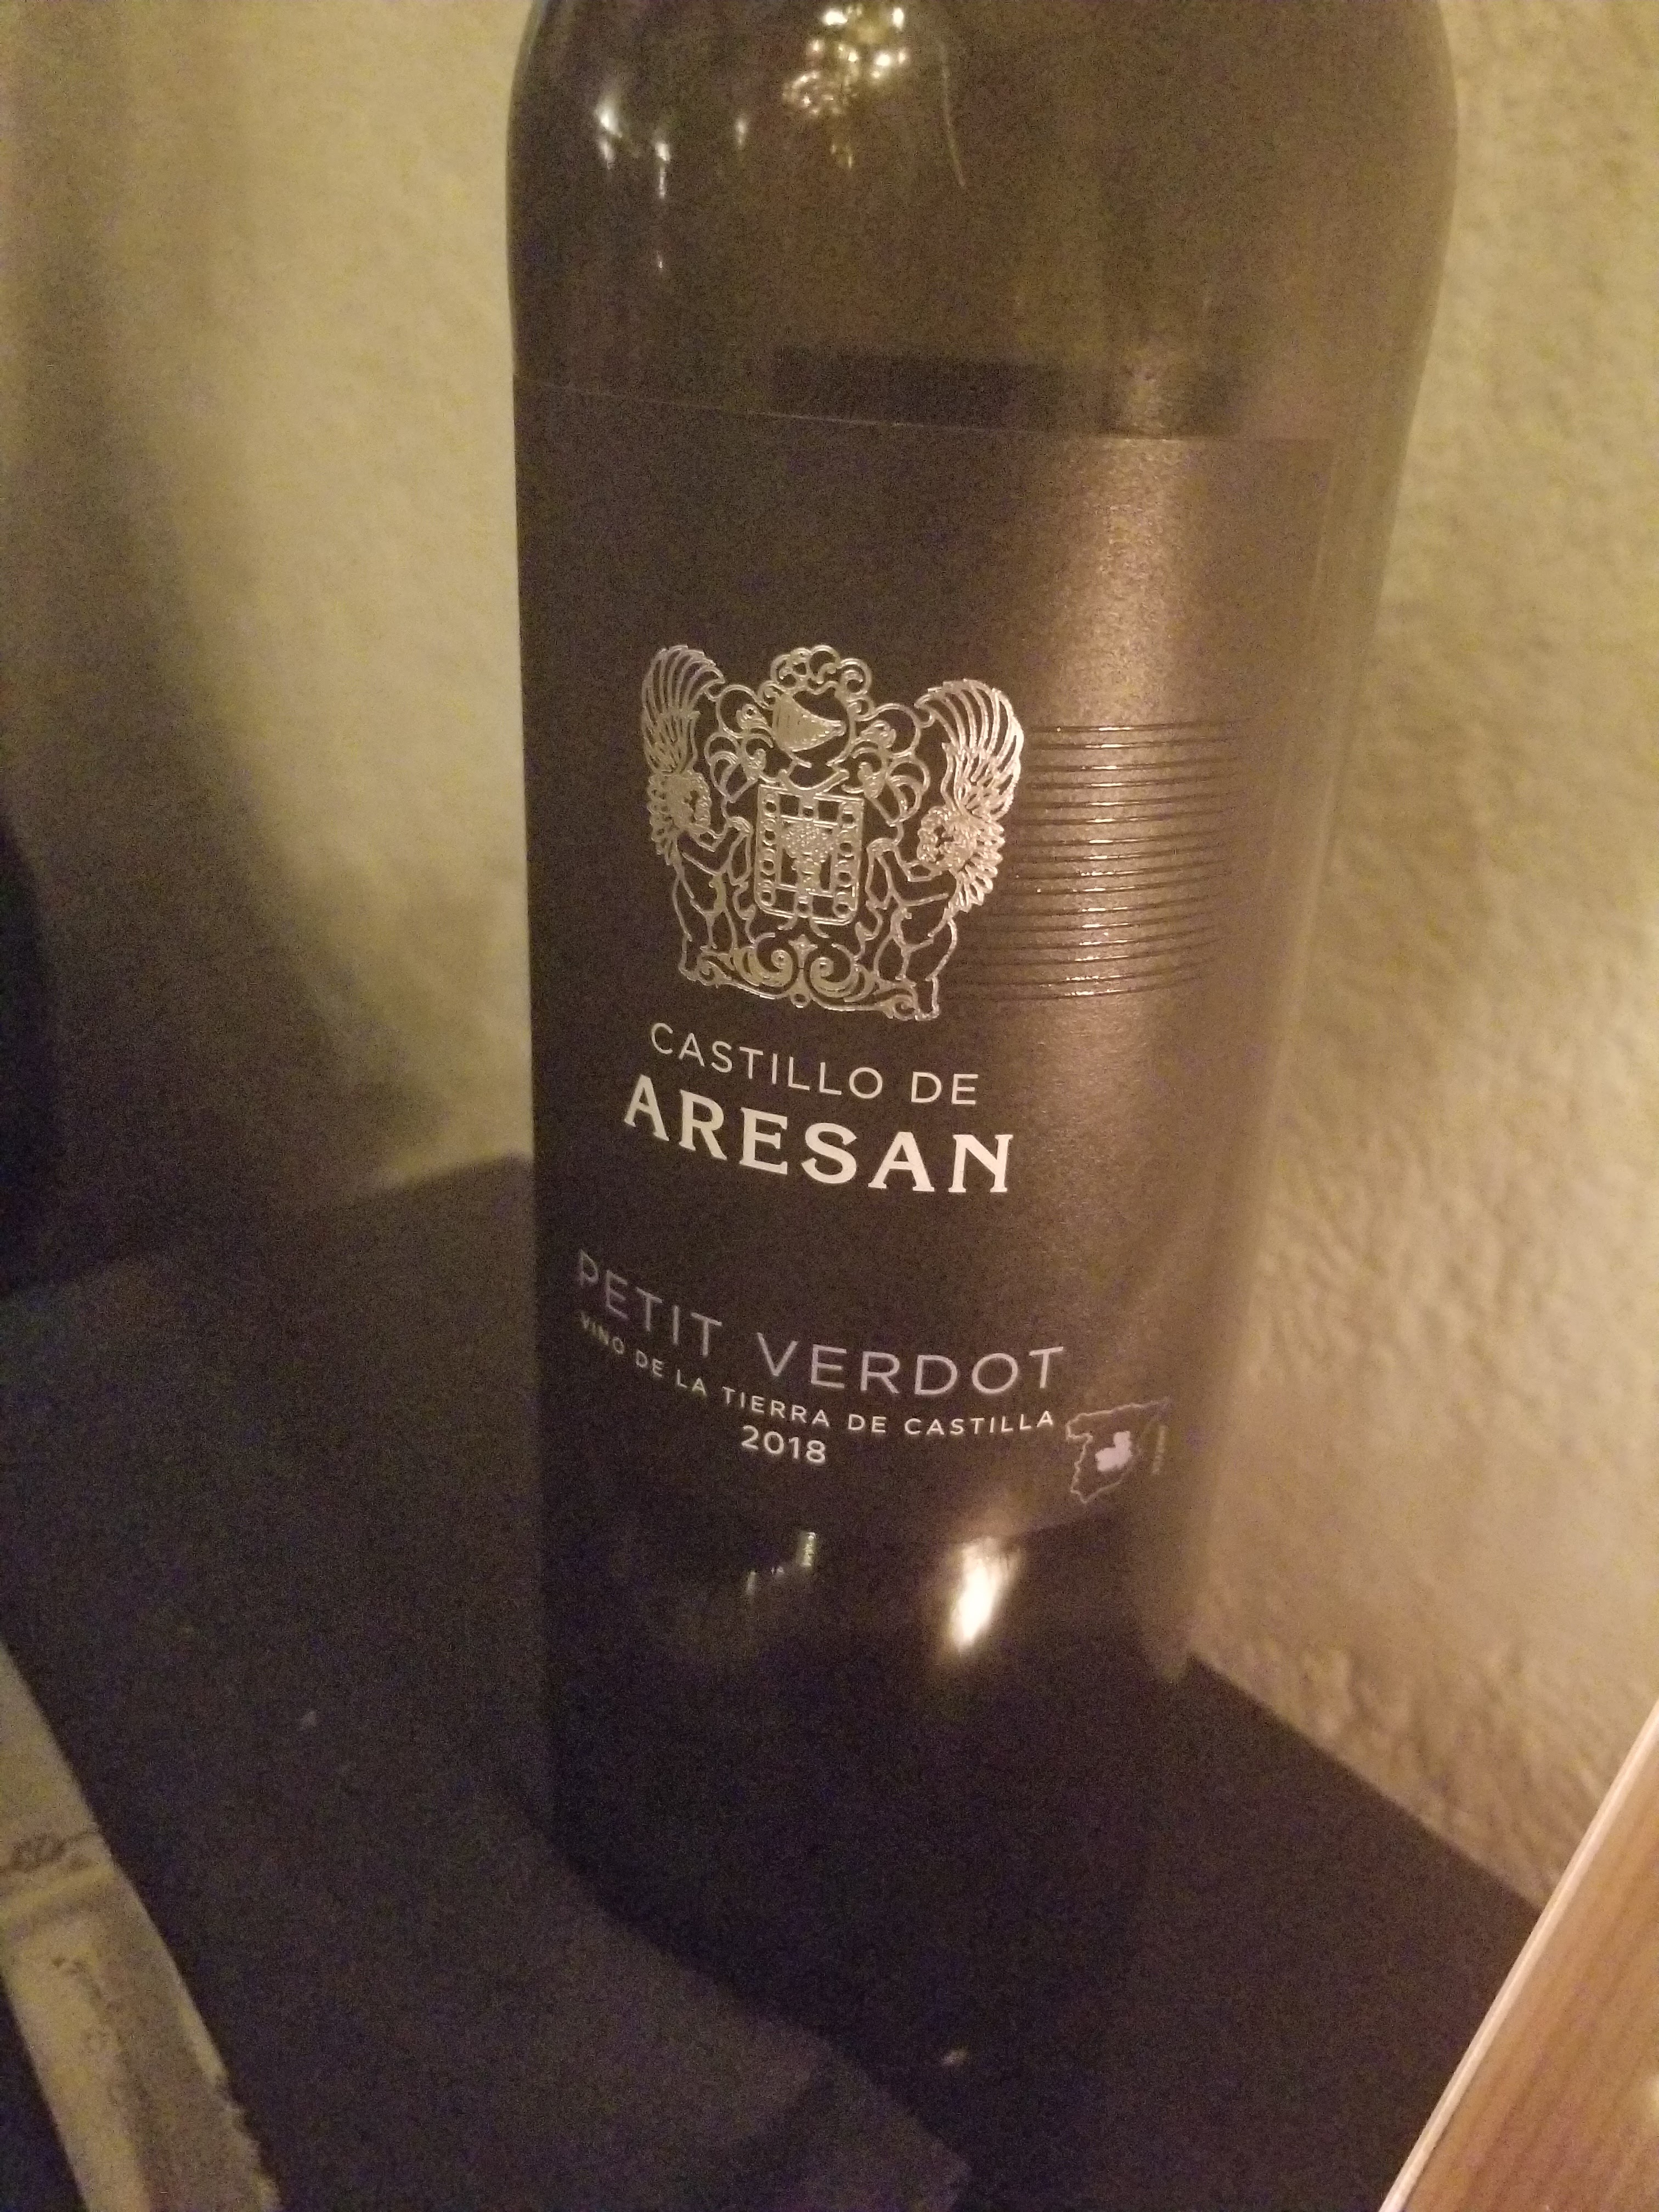 CASTILLO DE
ARESAN
PETIT VERDOT
VINO DE LA TIERRA DE CASTILLA
2018